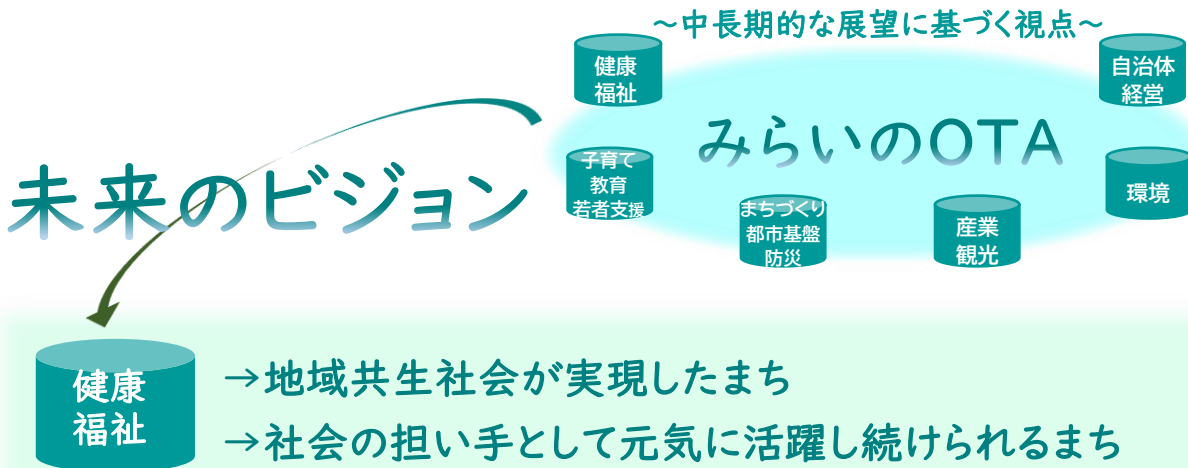 ~中長期的な展望に基づく視点~
健康
福祉
自治体
経営
みらいのOTA
未来のビジョン
子育て
教育
若者支援
環境
まちづくり
都市基盤
防災
産業
観光
健康
福祉
→地域共生社会が実現したまち
→社会の担い手として元気に活躍し続けられるまち